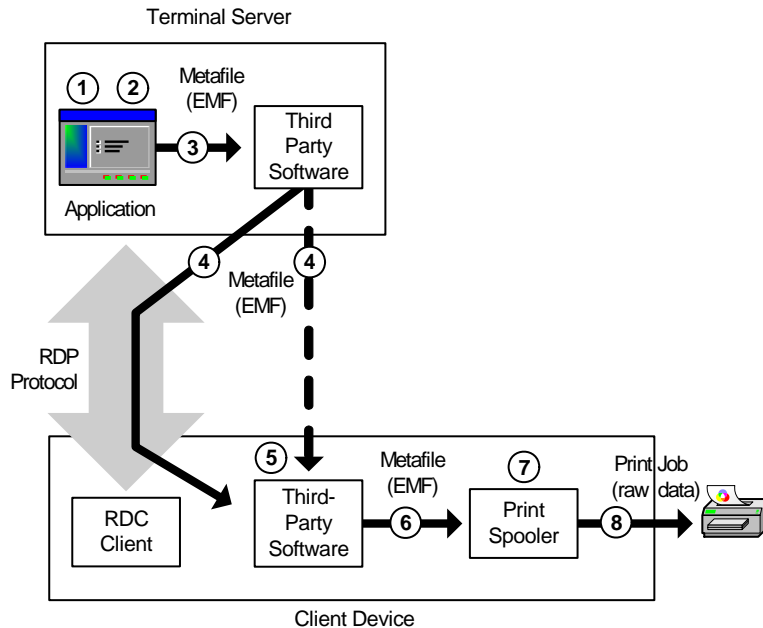 Terminal Server
1
2
Metafile
(EMF)
3
Third
Party
Software
Application
4
4
Metafile
(EMF)
RDP
Protocol
5
Metafile
(EMF)
7
Print Job
(raw data)
RDC
Client
Third-
Party
Software
6
Print
Spooler
8
Client Device